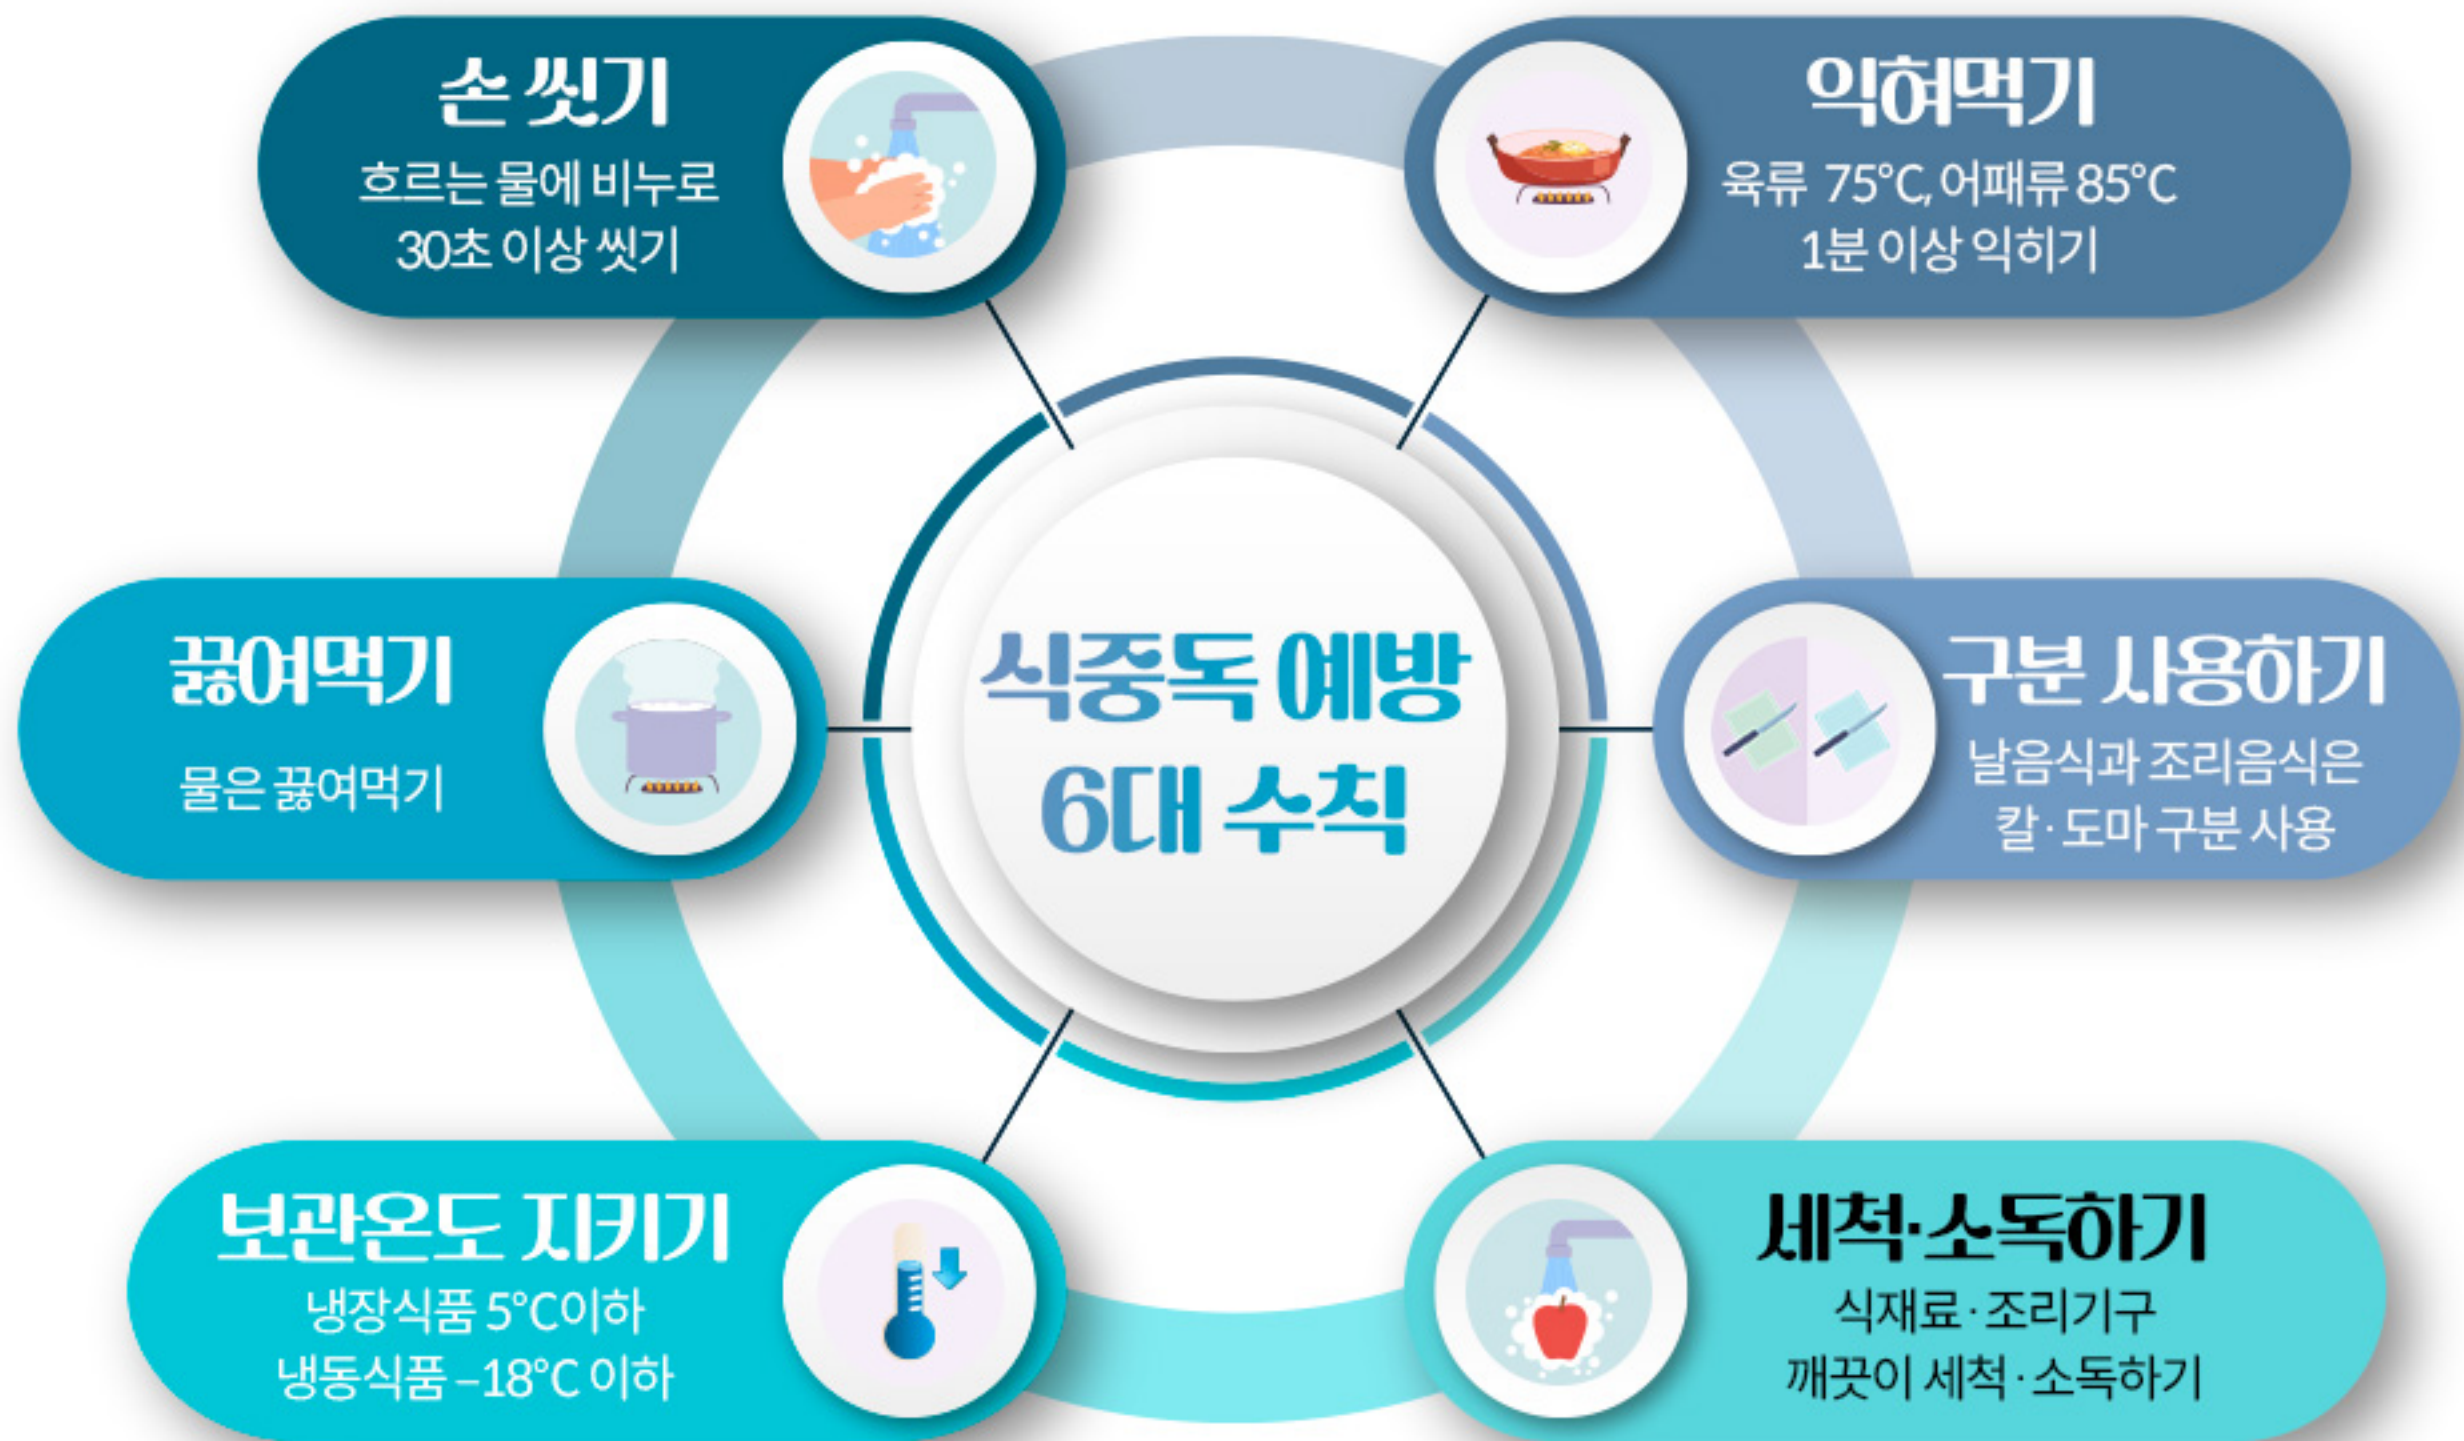 손 씻기
흐르는 물에 비누로
30초 이상 씻기
익혀먹기
육류 75°C, 어패류 85°C
1분 이상 익히기
끓여먹기
물은 끓여먹기
식중독 예방
6대 수칙
구분 사용하기
날음식과 조리음식은
칼·도마 구분 사용
보관온도 지키기
냉장식품 5°C이하
냉동식품 –18°C 이하
세척·소독하기
식재료·조리기구
깨끗이 세척·소독하기